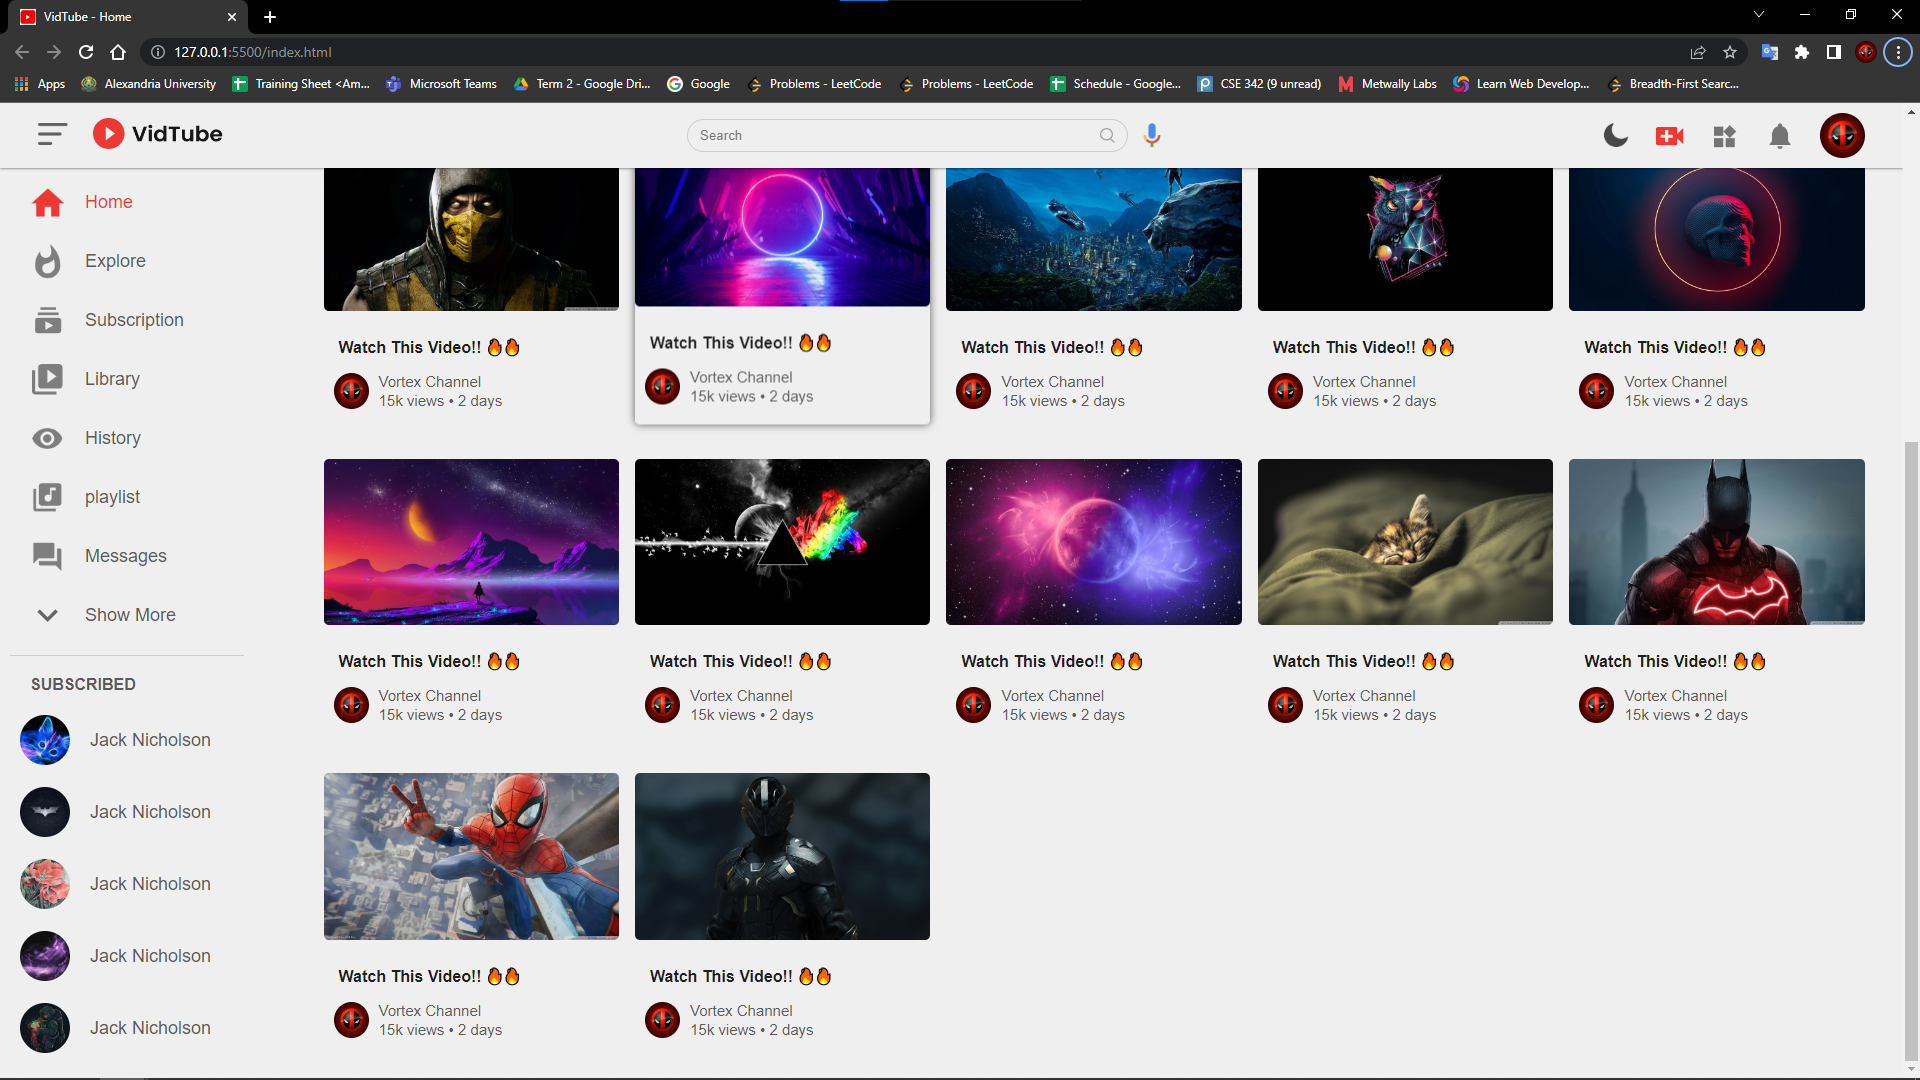 VidTube - Home
127.0.0.1:5500/index.html
Apps
Alexandria University
Training Sheet <Am...
Microsoft Teams
Term 2 - Google Dri...
Google
Problems - LeetCode
Problems - LeetCode
Schedule - Google...
CSE 342 (9 unread)
Metwally Labs
Learn Web Develop...
Breadth-First Searc...
VidTube
Search
Home
Explore
Subscription
Library
History
playlist
Messages
Show More
SUBSCRIBED
Jack Nicholson
Jack Nicholson
Jack Nicholson
Jack Nicholson
Jack Nicholson
Watch This Video!! 🔥🔥
Vortex Channel
15k views • 2 days
Watch This Video!! 🔥🔥
Vortex Channel
15k views • 2 days
Watch This Video!! 🔥🔥
Vortex Channel
15k views • 2 days
Watch This Video!! 🔥🔥
Vortex Channel
15k views • 2 days
Watch This Video!! 🔥🔥
Vortex Channel
15k views • 2 days
Watch This Video!! 🔥🔥
Vortex Channel
15k views • 2 days
Watch This Video!! 🔥🔥
Vortex Channel
15k views • 2 days
Watch This Video!! 🔥🔥
Vortex Channel
15k views • 2 days
Watch This Video!! 🔥🔥
Vortex Channel
15k views • 2 days
Watch This Video!! 🔥🔥
Vortex Channel
15k views • 2 days
Watch This Video!! 🔥🔥
Vortex Channel
15k views • 2 days
Watch This Video!! 🔥🔥
Vortex Channel
15k views • 2 days